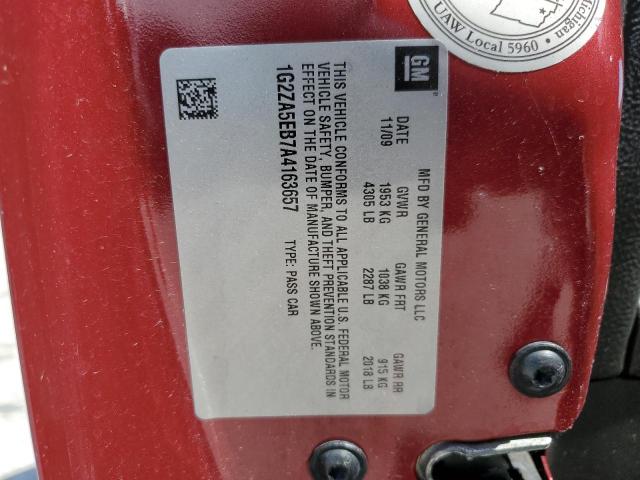 GM
MFD BY GENERAL MOTORS LLC
DATE GVWR GAWR FRT GAWR RR
11/09 1953 KG 1038 KG 915 KG
4305 LB 2287 LB 2018 LB
THIS VEHICLE CONFORMS TO ALL APPLICABLE U.S. FEDERAL MOTOR
VEHICLE SAFETY, BUMPER, AND THEFT PREVENTION STANDARDS IN
EFFECT ON THE DATE OF MANUFACTURE SHOWN ABOVE.
1G2ZA5EB7A4163657 TYPE: PASS CAR
Michigan
UAW Local 5960